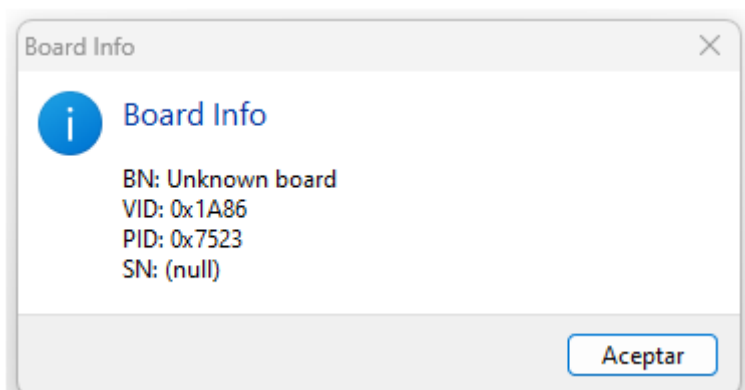 Board Info
Board Info
BN: Unknown board
VID: 0x1A86
PID: 0x7523
SN: (null)
Aceptar